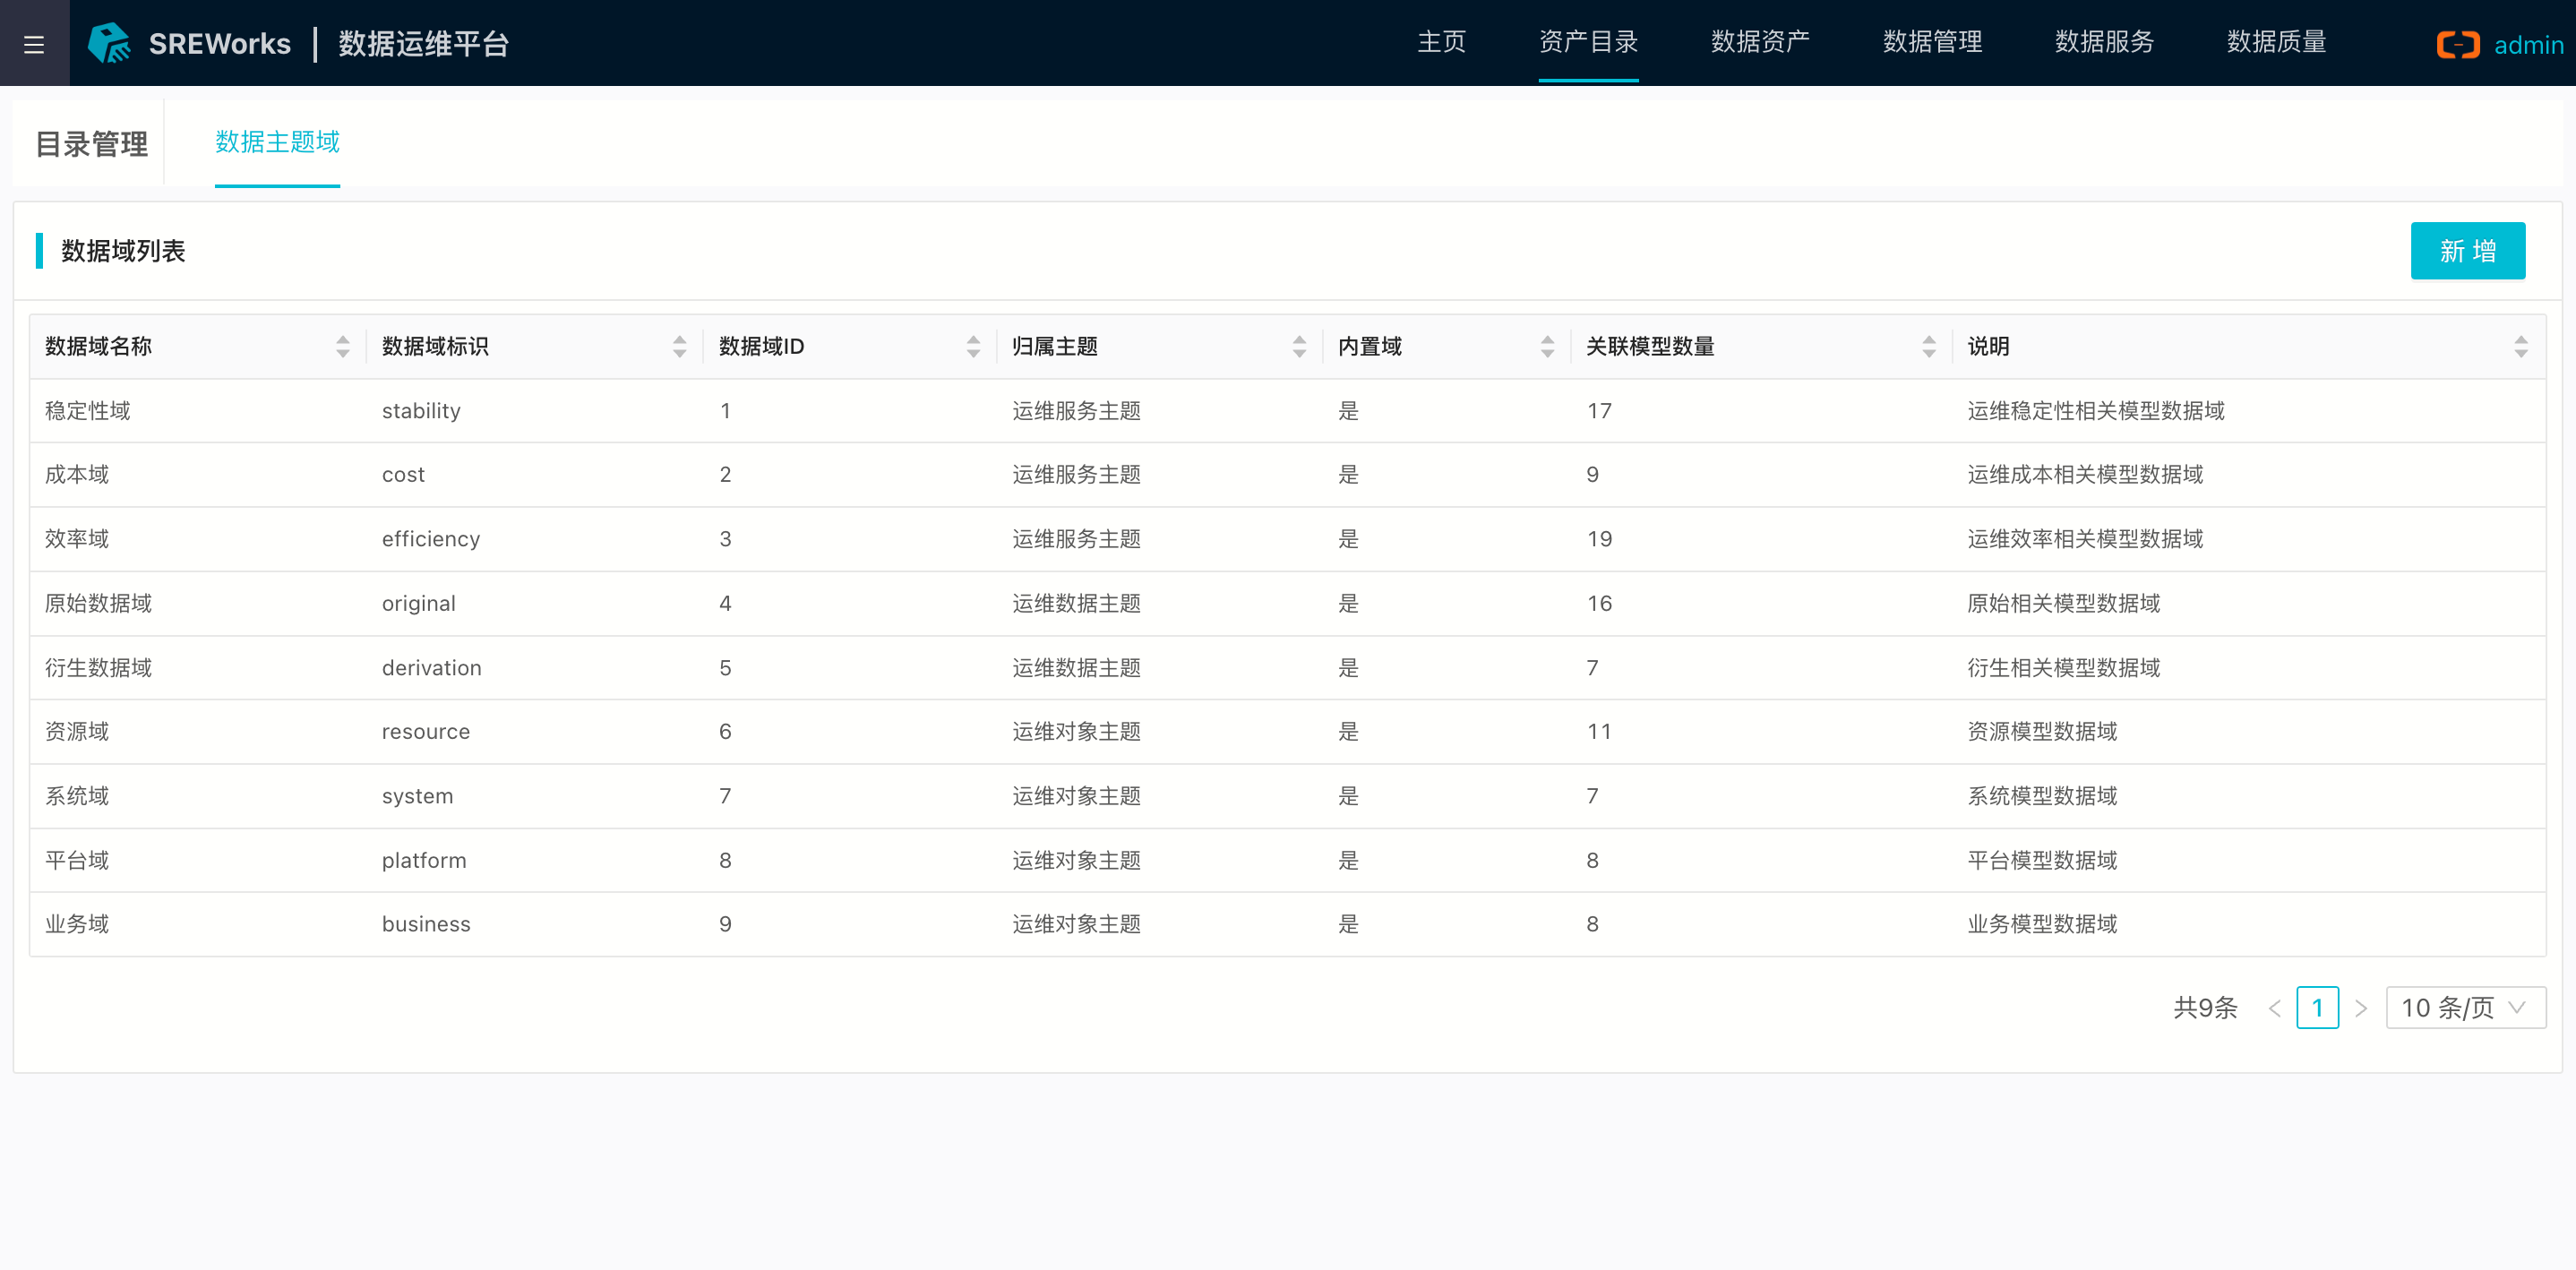 SREWorks | 数据运维平台 主页 资产目录 数据资产 数据管理 数据服务 数据质量 admin
目录管理 数据主题域
数据域列表 新 增
数据域名称 数据域标识 数据域ID 归属主题 内置域 关联模型数量 说明
稳定性域 stability 1 运维服务主题 是 17 运维稳定性相关模型数据域
成本域 cost 2 运维服务主题 是 9 运维成本相关模型数据域
效率域 efficiency 3 运维服务主题 是 19 运维效率相关模型数据域
原始数据域 original 4 运维数据主题 是 16 原始相关模型数据域
衍生数据域 derivation 5 运维数据主题 是 7 衍生相关模型数据域
资源域 resource 6 运维对象主题 是 11 资源模型数据域
系统域 system 7 运维对象主题 是 7 系统模型数据域
平台域 platform 8 运维对象主题 是 8 平台模型数据域
业务域 business 9 运维对象主题 是 8 业务模型数据域
共9条 < 1 > 10 条/页